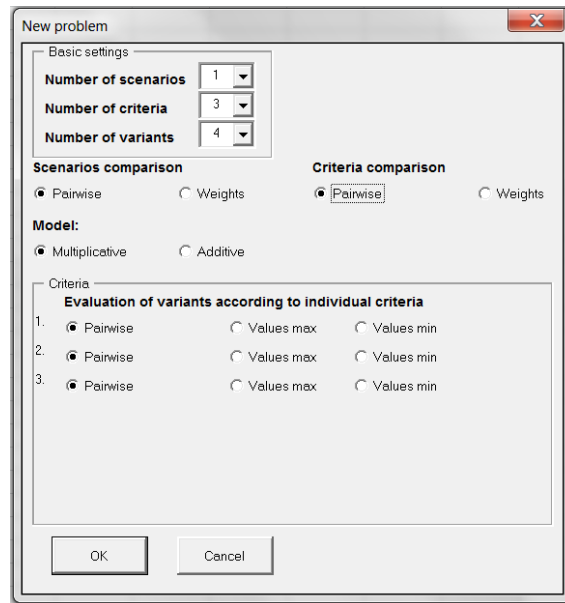 New problem
Basic settings
Number of scenarios 1
Number of criteria 3
Number of variants 4
Scenarios comparison Criteria comparison
Pairwise Weights Pairwise Weights
Model:
Multiplicative Additive
Criteria
Evaluation of variants according to individual criteria
1. Pairwise Values max Values min
2. Pairwise Values max Values min
3. Pairwise Values max Values min
OK Cancel